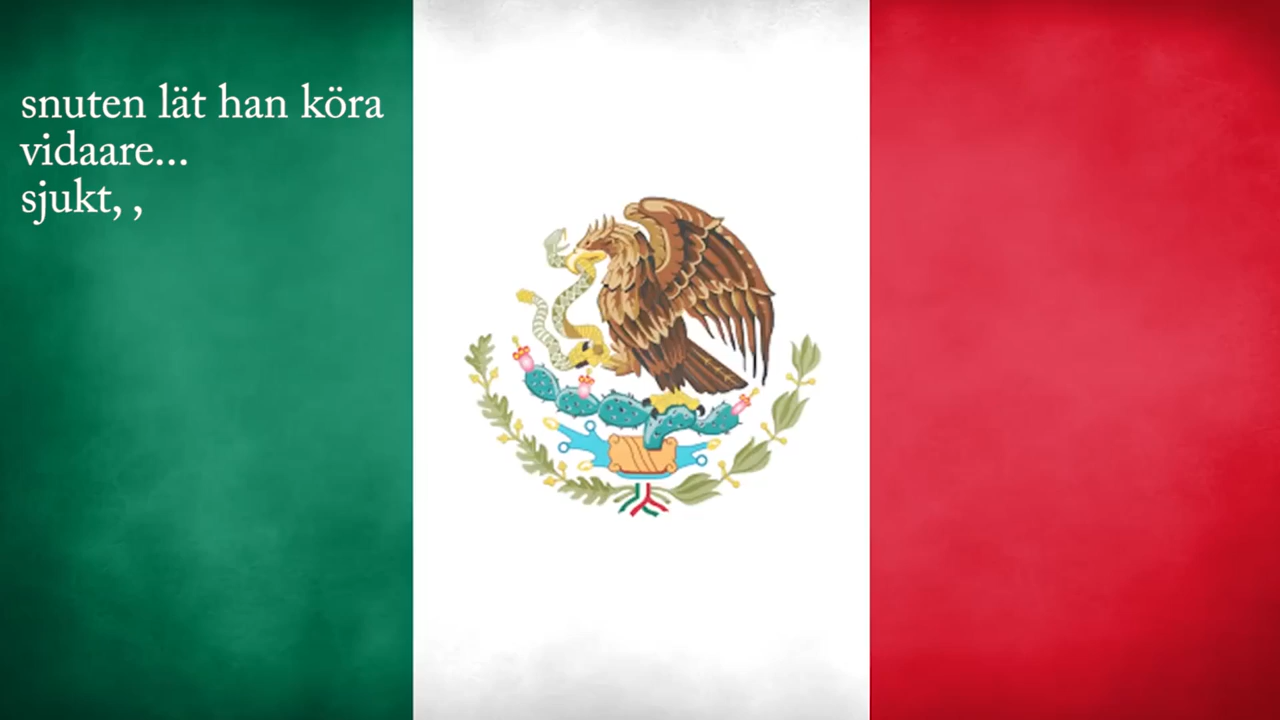 snuten lät han köra
vidaare...
sjukt, ,